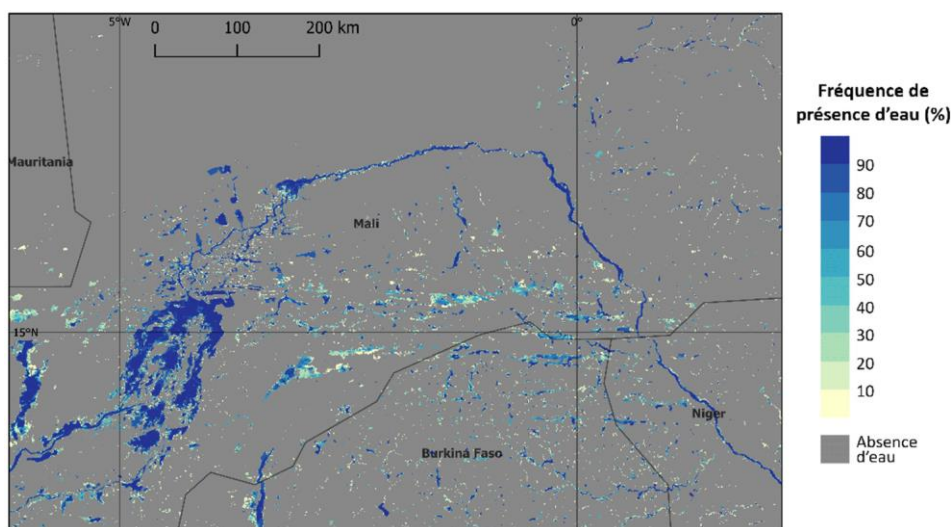 5°W
0°
0 100 200 km
Mauritania
Mali
15°N
Niger
Burkina Faso
Fréquence de
présence d'eau (%)
90
80
70
60
50
40
30
20
10
Absence
d'eau